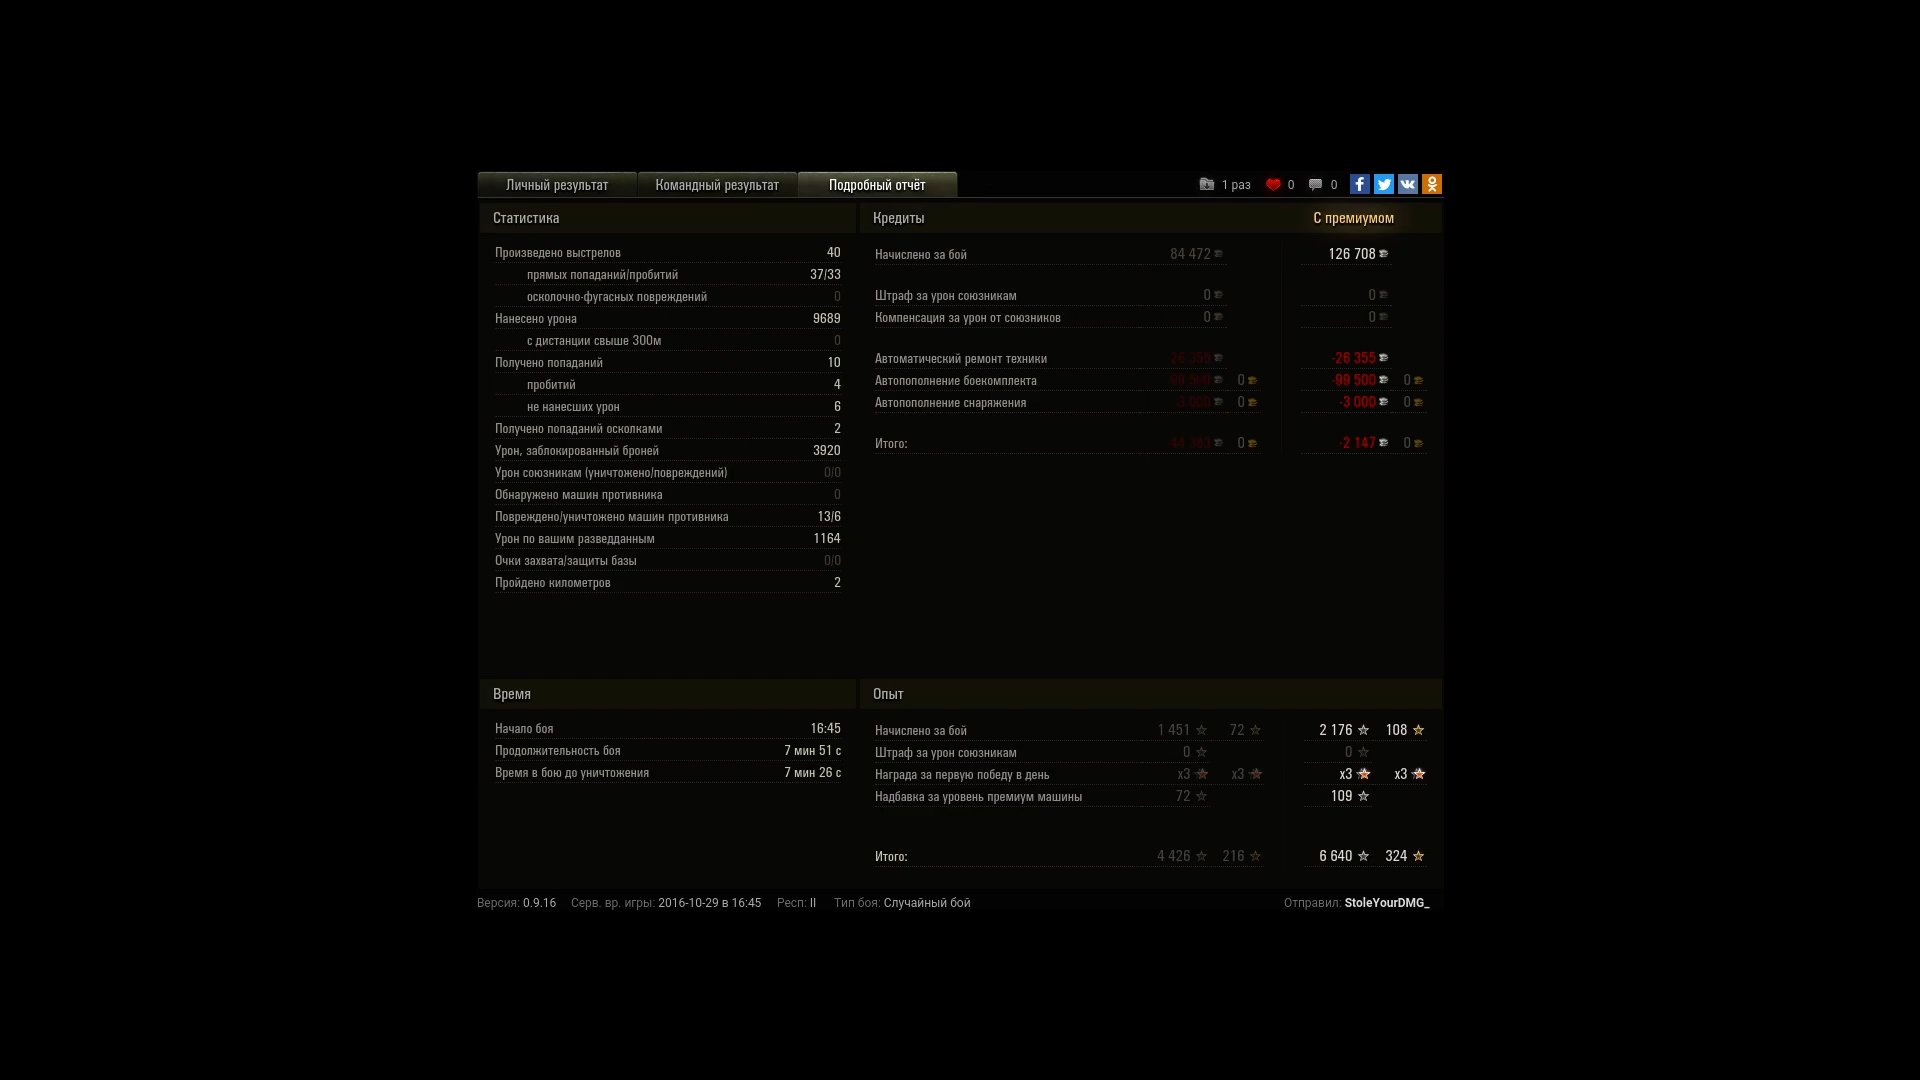 Личный результат Командный результат Подробный отчёт 1 раз 0 0
Статистика
Произведено выстрелов 40
прямых попаданий/пробитий 37/33
осколочно-фугасных повреждений 0
Нанесено урона 9689
с дистанции свыше 300м 0
Получено попаданий 10
пробитий 4
не нанесших урон 6
Получено попаданий осколками 2
Урон, заблокированный броней 3920
Урон союзникам (уничтожено/повреждений) 0/0
Обнаружено машин противника 0
Повреждено/уничтожено машин противника 13/6
Урон по вашим разведданным 1164
Очки захвата/защиты базы 0/0
Пройдено километров 2
Кредиты С премиумом
Начислено за бой 84 472 126 708
Штраф за урон союзникам 0 0
Компенсация за урон от союзников 0 0
Автоматический ремонт техники -26 355 -26 355
Автопополнение боекомплекта 0 -99 500 0
Автопополнение снаряжения -3 000 0 -3 000 0
Итого: 0 -2 147 0
Время
Начало боя 16:45
Продолжительность боя 7 мин 51 с
Время в бою до уничтожения 7 мин 26 с
Опыт
Начислено за бой 1 451 72 2 176 108
Штраф за урон союзникам 0 0
Награда за первую победу в день x3 x3 x3 x3
Надбавка за уровень премиум машины 72 109
Итого: 4 426 216 6 640 324
Версия: 0.9.16 Серв. вр. игры: 2016-10-29 в 16:45 Респ: II Тип боя: Случайный бой Отправил: StoleYourDMG_